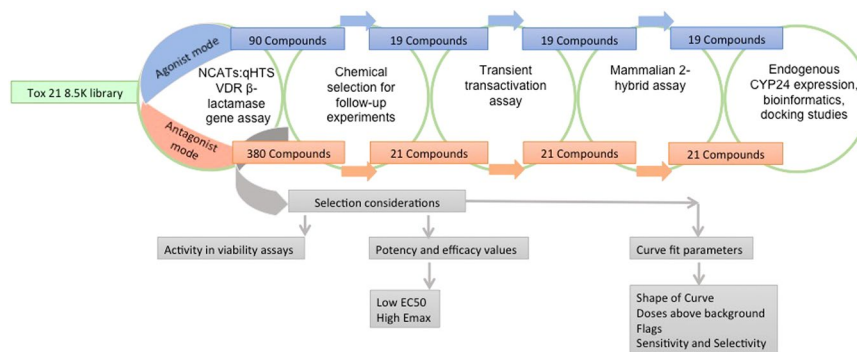 Agonist mode
90 Compounds
19 Compounds
19 Compounds
19 Compounds
Tox 21 8.5K library
NCATs:qHTS
VDR β-
lactamase
gene assay
Chemical selection for
follow-up
experiments
Transient
transactivation
assay
Mammalian 2-
hybrid assay
Endogenous
CYP24 expression,
bioinformatics,
docking studies
Antagonist
mode
380 Compounds
21 Compounds
21 Compounds
21 Compounds
Selection considerations
Activity in viability assays
Potency and efficacy values
Curve fit parameters
Low EC50
High Emax
Shape of Curve
Doses above background
Flags
Sensitivity and Selectivity